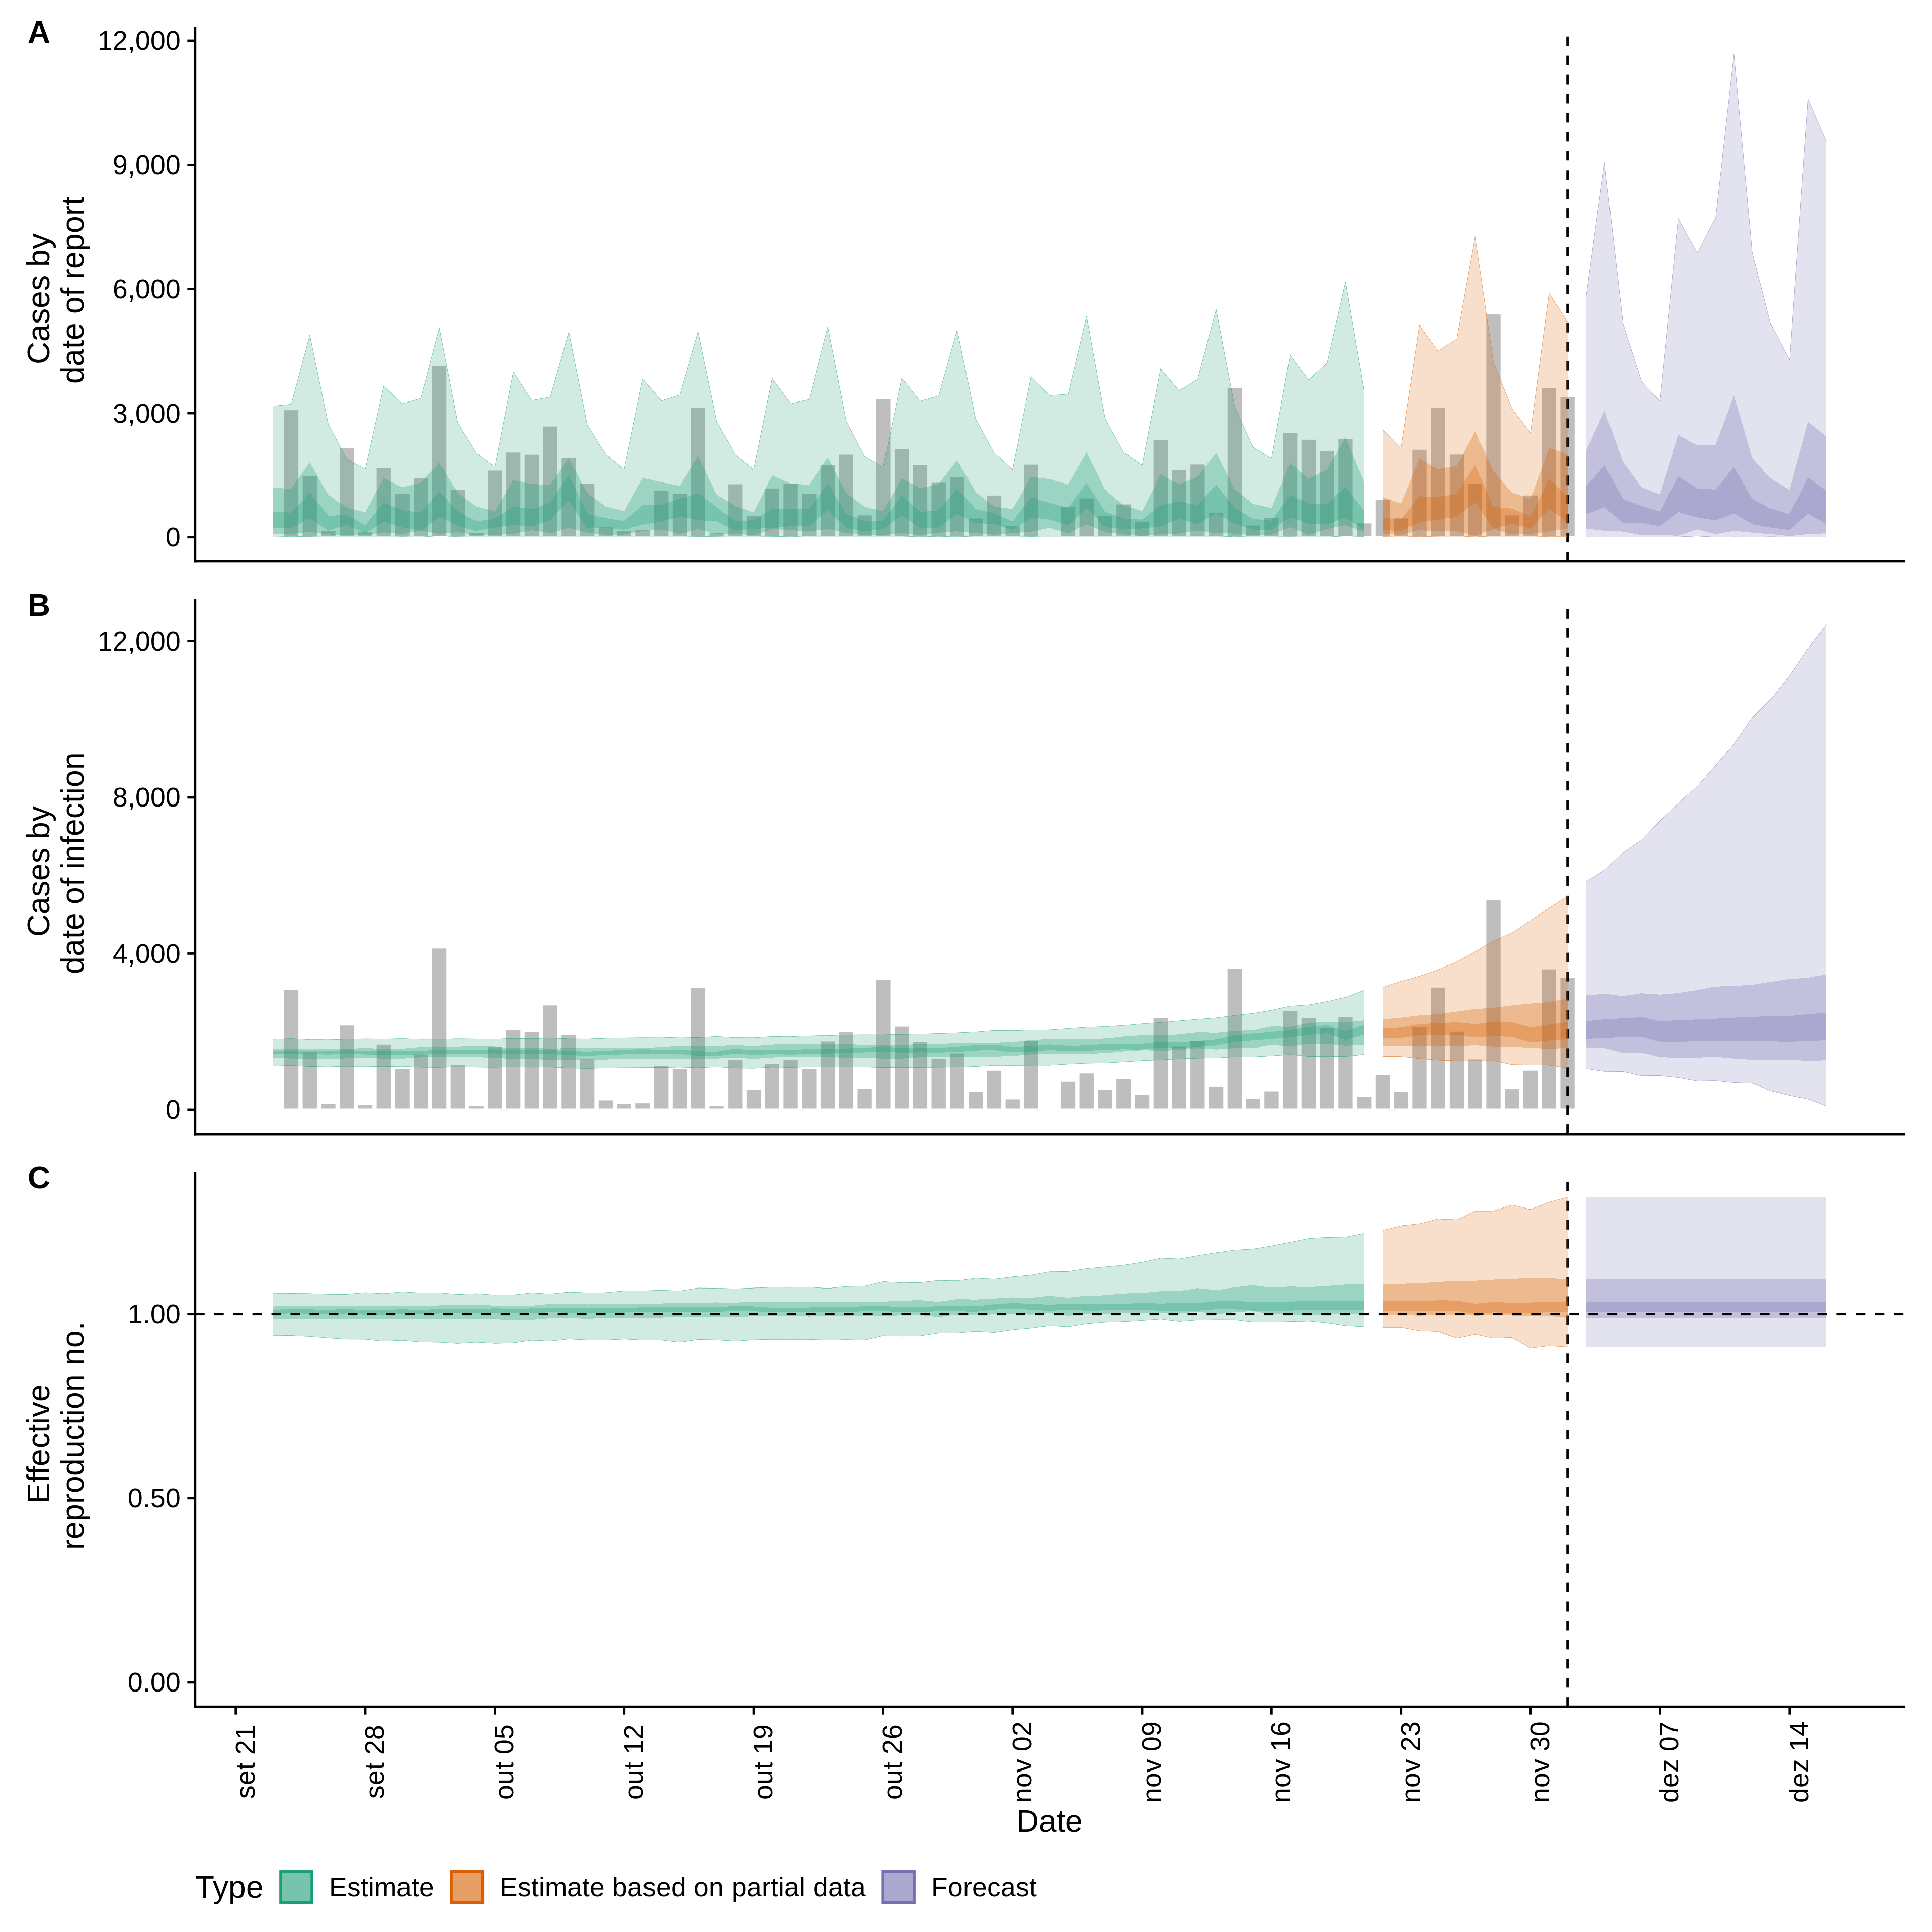 A
12,000
9,000
6,000
3,000
0
Cases by
date of report
B
12,000
8,000
4,000
0
Cases by
date of infection
C
1.00
0.50
0.00
Effective
reproduction no.
set 21
set 28
out 05
out 12
out 19
out 26
nov 02
nov 09
nov 16
nov 23
nov 30
dez 07
dez 14
Date
Type Estimate Estimate based on partial data Forecast